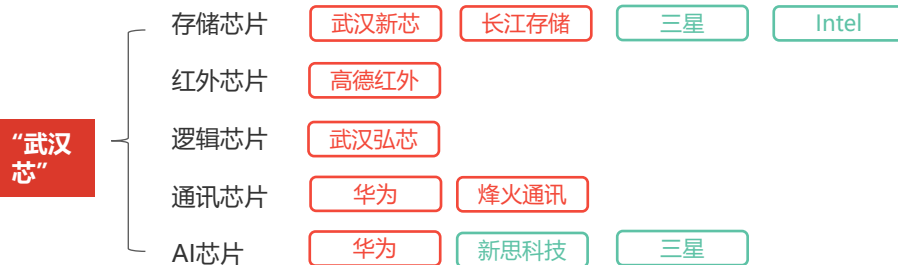 存储芯片 武汉新芯 长江存储 三星 Intel
红外芯片 高德红外
“武汉
芯”
逻辑芯片 武汉弘芯
通讯芯片 华为 烽火通讯
AI芯片 华为 新思科技 三星